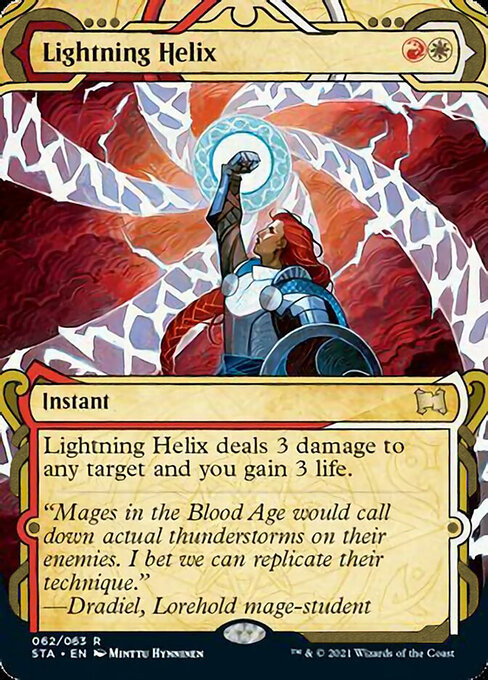 Lightning Helix
Instant
Lightning Helix deals 3 damage to
any target and you gain 3 life.
“Mages in the Blood Age would call
down actual thunderstorms on their
enemies. I bet we can replicate their
technique.”
—Dradiel, Lorehold mage-student
062/063 R
STA • EN Minttu Hynninen
™ & © 2021 Wizards of the Coast